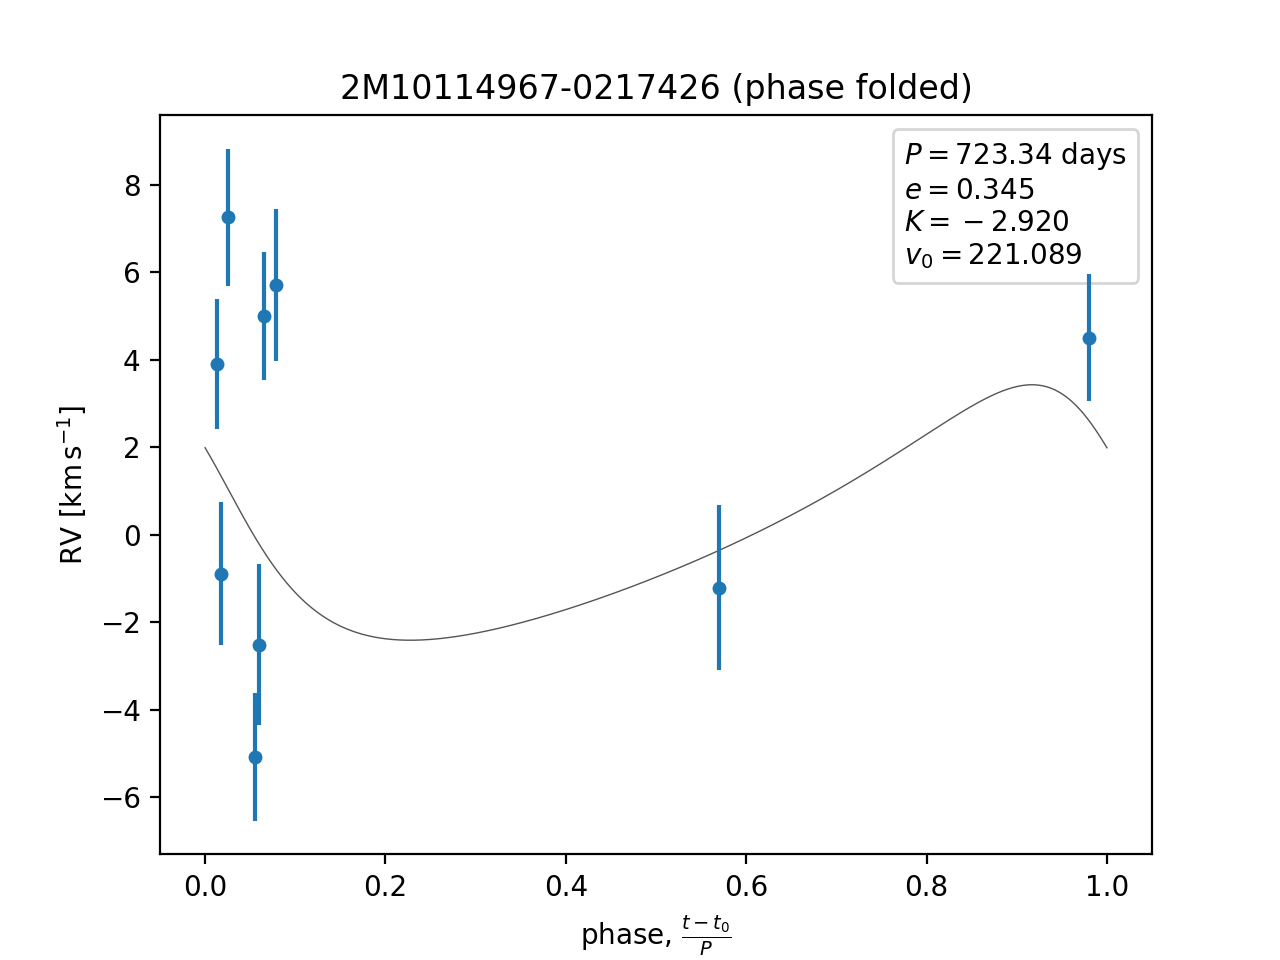 2M10114967-0217426 (phase folded)
P = 723.34 days
e = 0.345
K = −2.920
v₀ = 221.089
RV [km s⁻¹]
8
6
4
2
0
−2
−4
−6
0.0 0.2 0.4 0.6 0.8 1.0
phase, (t − t₀)/P